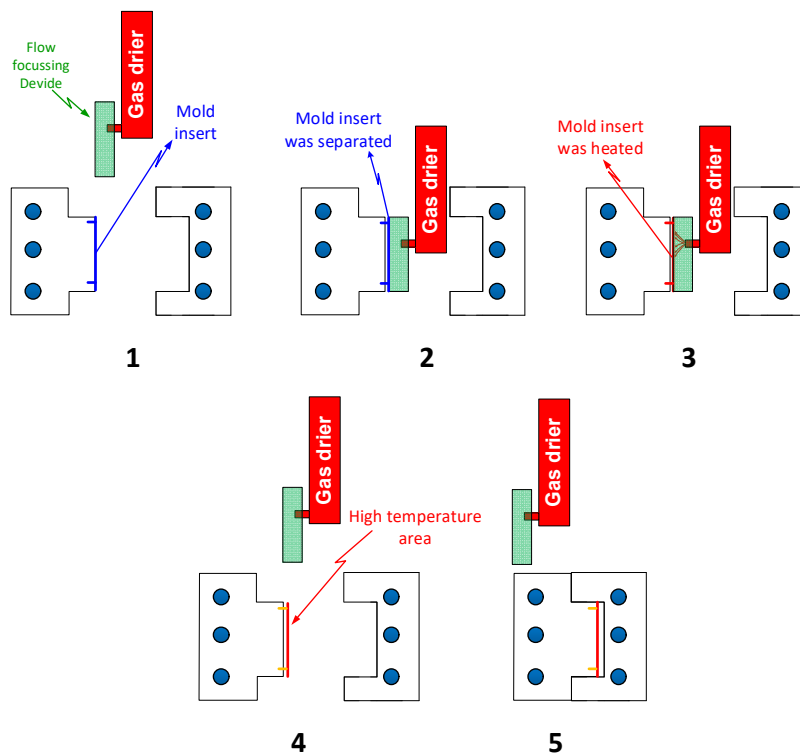 Flow
focussing
Devide
Gas drier
Mold
insert
1
Mold insert
was separated
Gas drier
2
Mold insert
was heated
Gas drier
3
Gas drier
High temperature
area
4
Gas drier
5